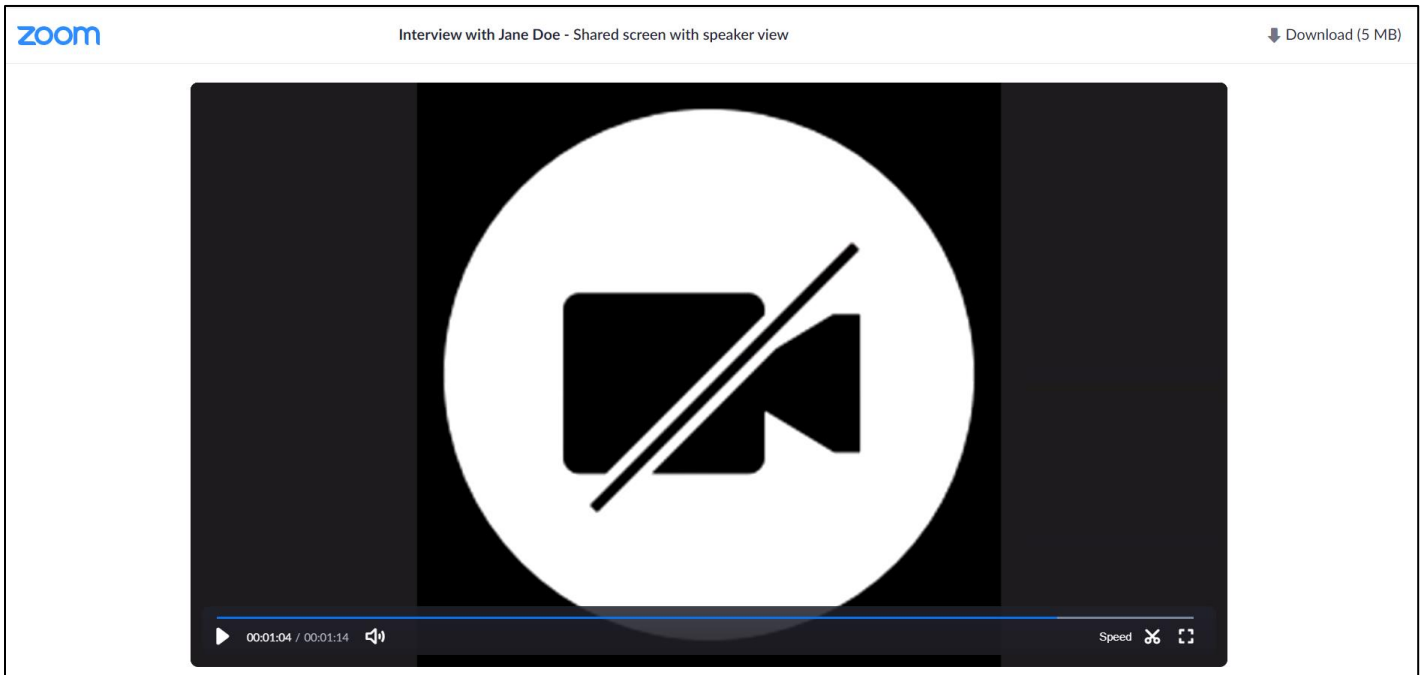 zoom
Interview with Jane Doe - Shared screen with speaker view
Download (5 MB)
00:01:04 / 00:01:14
Speed